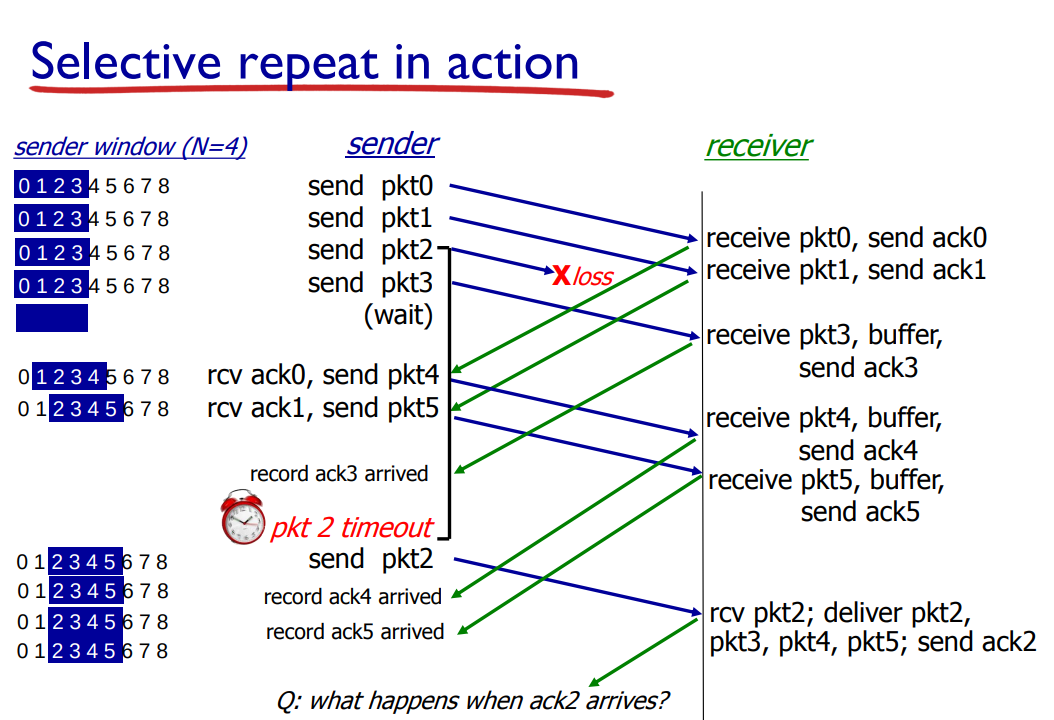 Selective repeat in action
sender window (N=4)
sender
receiver
0 1 2 3 4 5 6 7 8
send pkt0
0 1 2 3 4 5 6 7 8
send pkt1
0 1 2 3 4 5 6 7 8
send pkt2
0 1 2 3 4 5 6 7 8
send pkt3
(wait)
X loss
receive pkt0, send ack0
receive pkt1, send ack1
receive pkt3, buffer,
send ack3
0 1 2 3 4 5 6 7 8
rcv ack0, send pkt4
0 1 2 3 4 5 6 7 8
rcv ack1, send pkt5
receive pkt4, buffer,
send ack4
receive pkt5, buffer,
send ack5
record ack3 arrived
pkt 2 timeout
0 1 2 3 4 5 6 7 8
send pkt2
0 1 2 3 4 5 6 7 8
record ack4 arrived
0 1 2 3 4 5 6 7 8
record ack5 arrived
0 1 2 3 4 5 6 7 8
rcv pkt2; deliver pkt2,
pkt3, pkt4, pkt5; send ack2
Q: what happens when ack2 arrives?